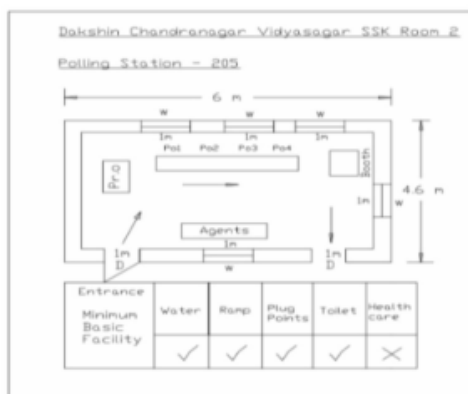 Dakshin Chandranagar Vidyasagar SSK Room 2
Polling Station - 205
6 m
W W W
1m 1m 1m
Po1 Po2 Po3 Po4
Pr.O
Booth
1m W
4.6 m
Agents
1m
1m D
W
1m D
Entrance
Minimum Basic Facility
Water Ramp Plug Points Toilet Health care